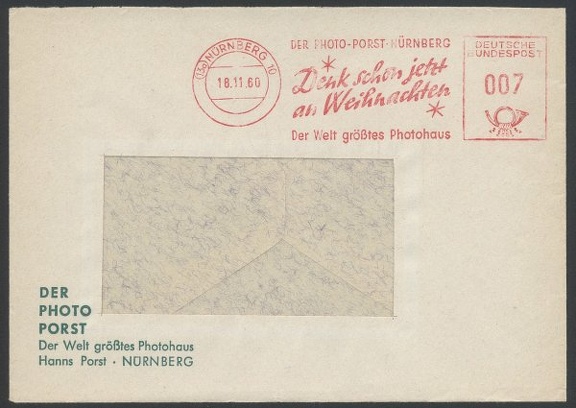 (13a) NÜRNBERG 10
18.11.60
DER PHOTO-PORST·NÜRNBERG
Denk schon jetzt
an Weihnachten
Der Welt größtes Photohaus
DEUTSCHE
BUNDESPOST
007
DER
PHOTO
PORST
Der Welt größtes Photohaus
Hanns Porst · NÜRNBERG